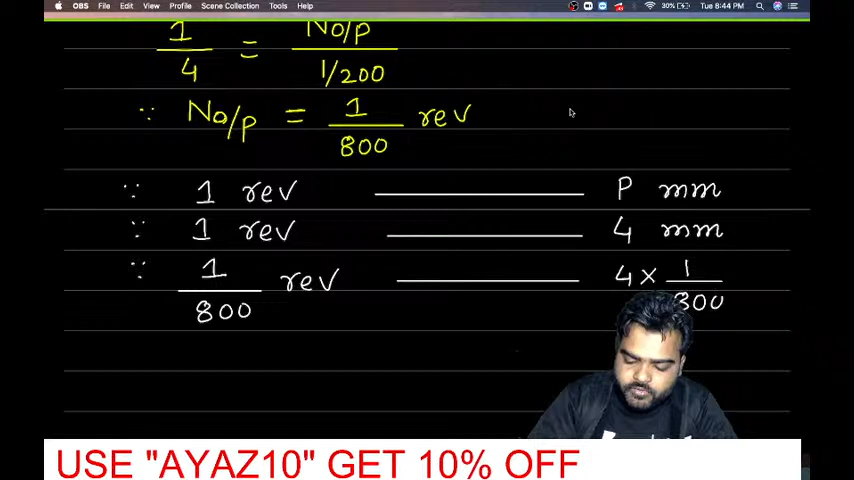 OBS File Edit View Profile Scene Collection Tools Help 30% Tue 8:44 PM
1/4 = No/p / 1/200
∵ No/p = 1/800 rev
∵ 1 rev — P mm
∵ 1 rev — 4 mm
∵ 1/800 rev — 4 × 1/800
USE "AYAZ10" GET 10% OFF